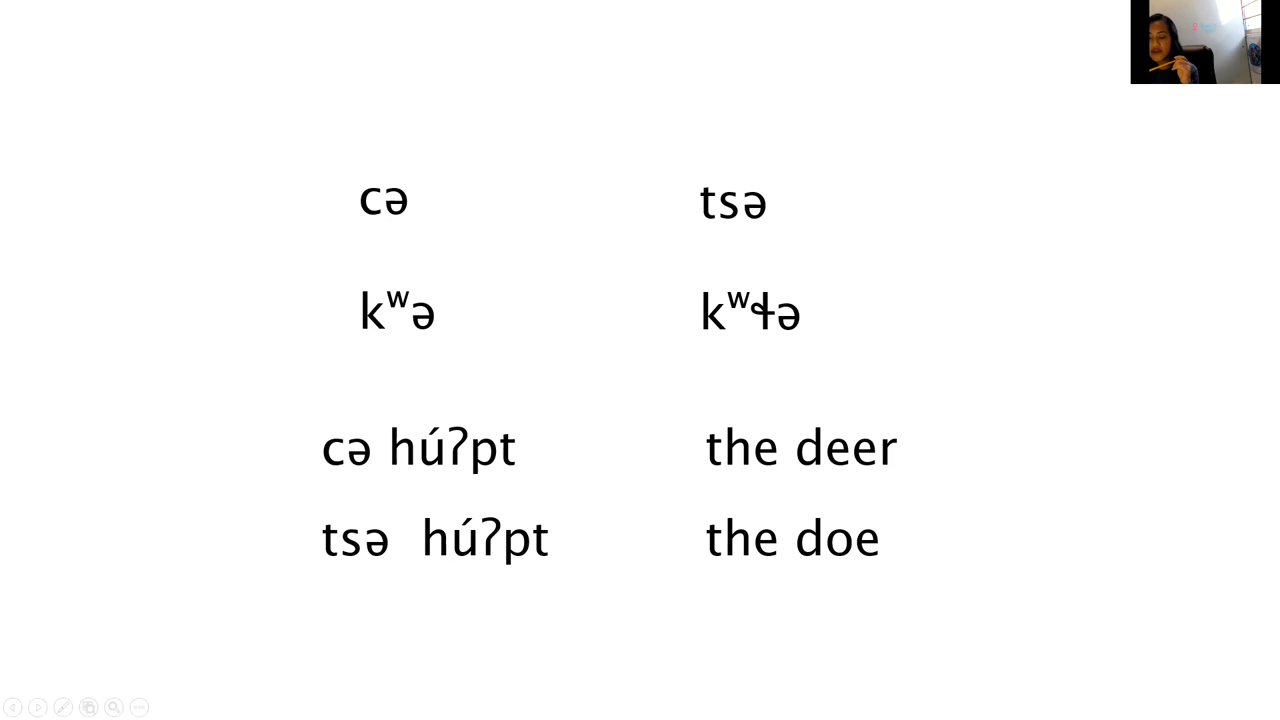 cə tsə
kʷə kʷɬə
cə húʔpt the deer
tsə húʔpt the doe